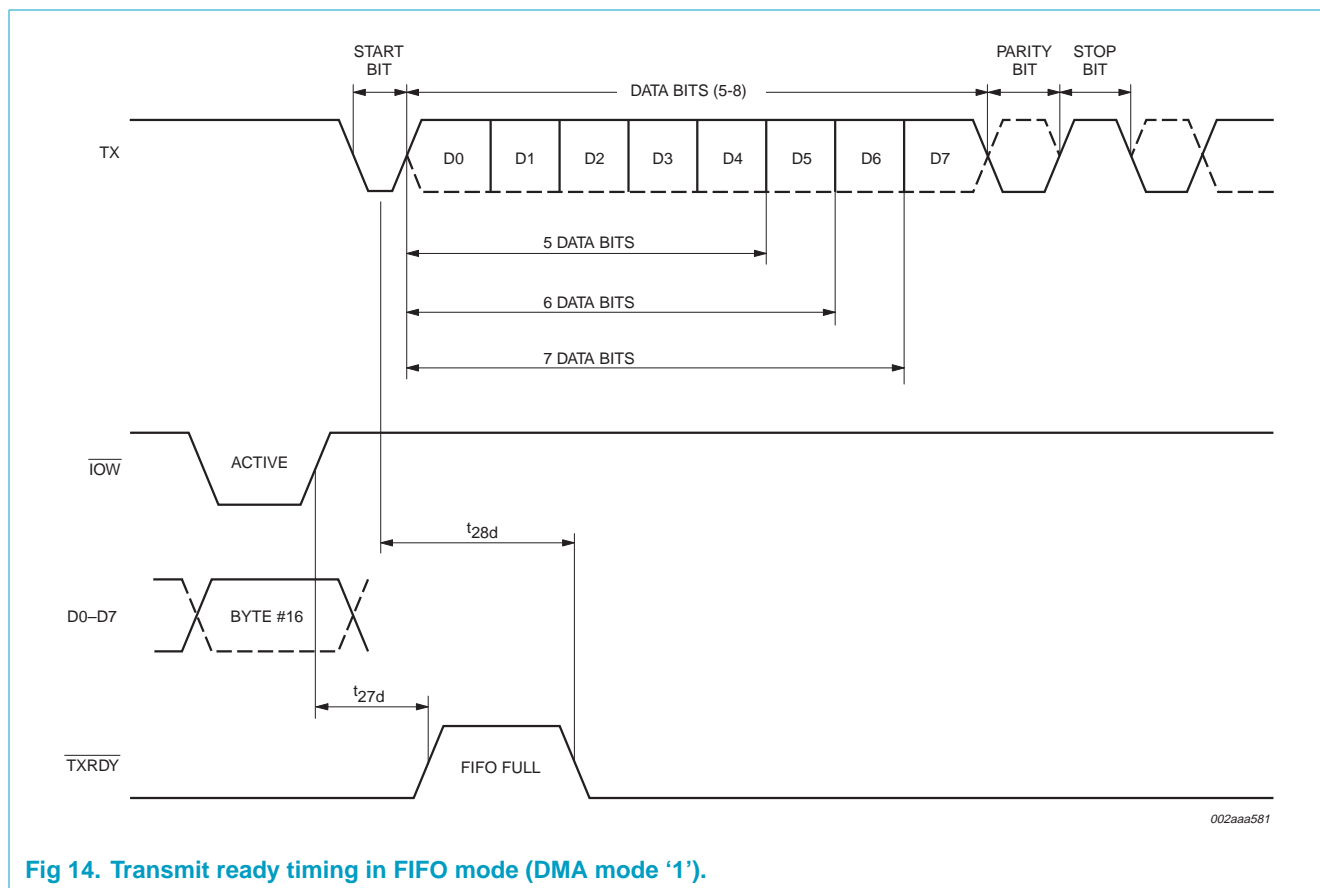 START
BIT
DATA BITS (5-8)
PARITY
BIT
STOP
BIT
TX
D0 D1 D2 D3 D4 D5 D6 D7
5 DATA BITS
6 DATA BITS
7 DATA BITS
IOW
ACTIVE
t28d
D0–D7
BYTE #16
t27d
TXRDY
FIFO FULL
002aaa581
Fig 14. Transmit ready timing in FIFO mode (DMA mode ‘1’).